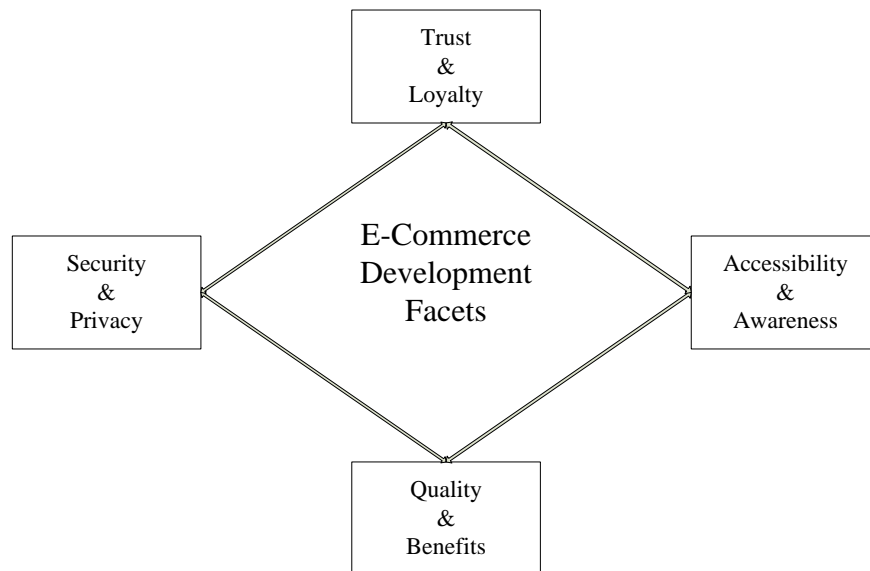 Trust
&
Loyalty
E-Commerce
Development
Facets
Security
&
Privacy
Accessibility
&
Awareness
Quality
&
Benefits